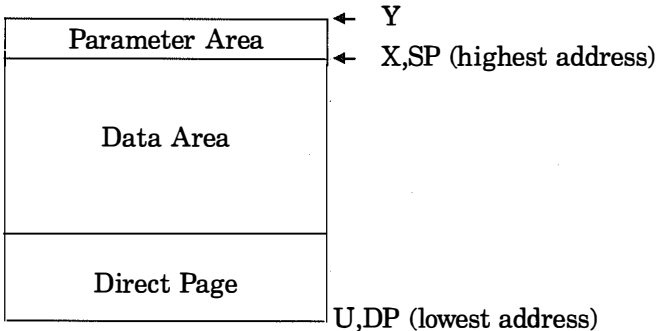 Y
Parameter Area
X,SP (highest address)
Data Area
Direct Page
U,DP (lowest address)